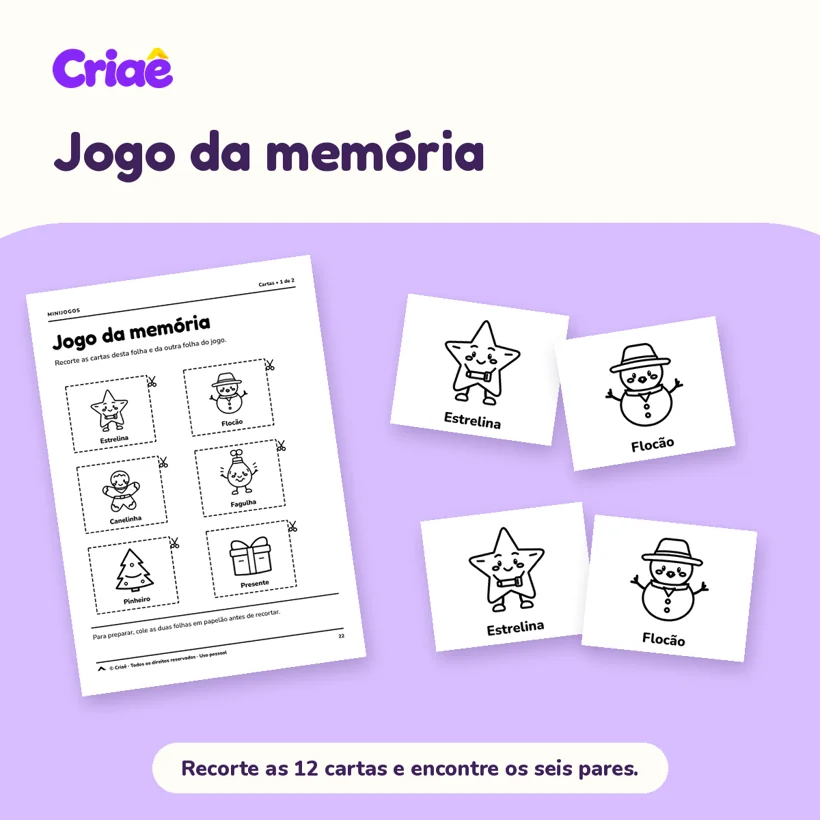 Criaê
Jogo da memória
MINIJOGOS
Cartas • 1 de 2
Jogo da memória
Recorte as cartas desta folha e da outra folha do jogo.
Estrelina
Flocão
Canelinha
Fagulha
Pinheiro
Presente
Para preparar, cole as duas folhas em papelão antes de recortar.
22
© Criaê • Todos os direitos reservados • Uso pessoal
Estrelina
Flocão
Estrelina
Flocão
Recorte as 12 cartas e encontre os seis pares.